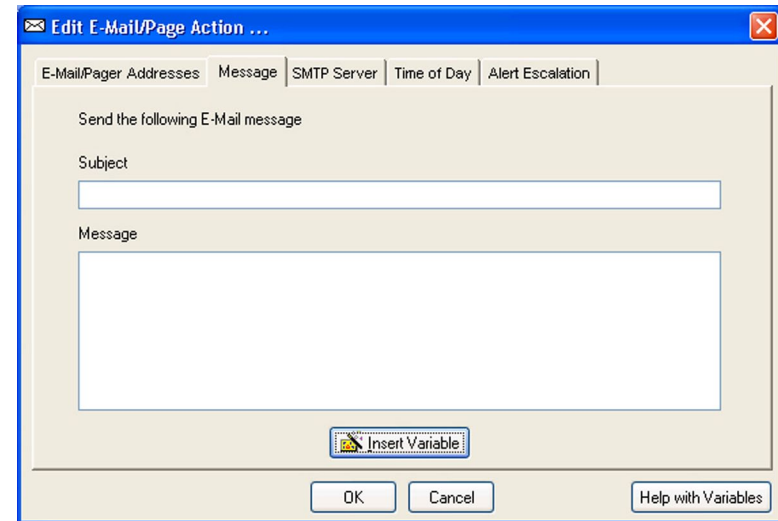 Edit E-Mail/Page Action ...
E-Mail/Pager Addresses Message SMTP Server Time of Day Alert Escalation
Send the following E-Mail message
Subject
Message
Insert Variable
OK Cancel Help with Variables